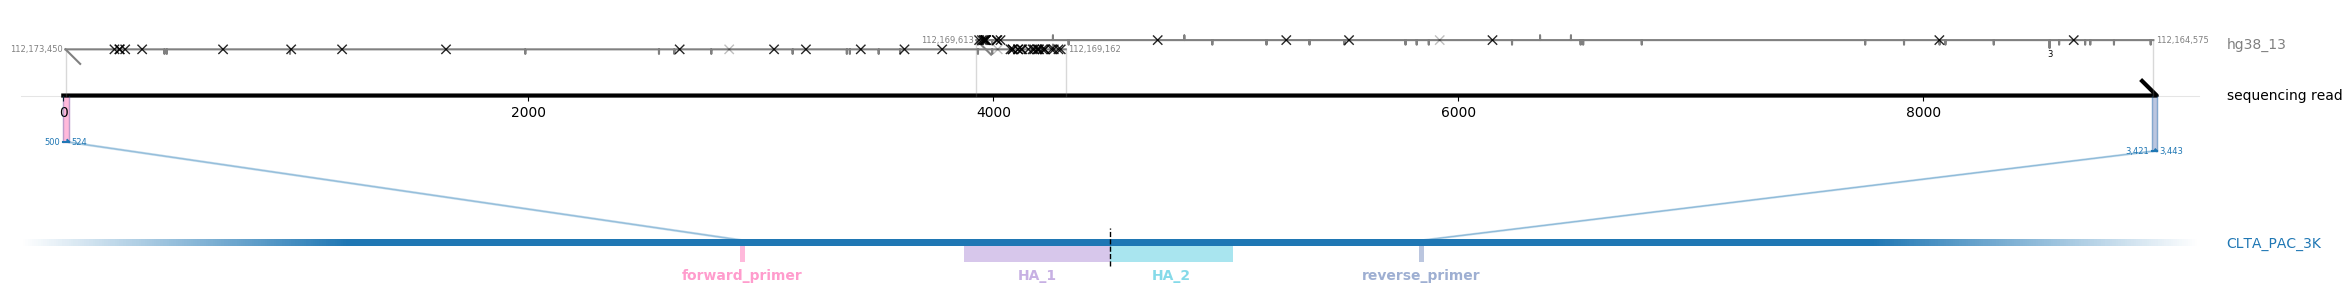 112,169,613 112,164,575
112,173,450 112,169,162 hg38_13
3
sequencing read
0 2000 4000 6000 8000
500 524 3,421 3,443
CLTA_PAC_3K
forward_primer HA_1 HA_2 reverse_primer